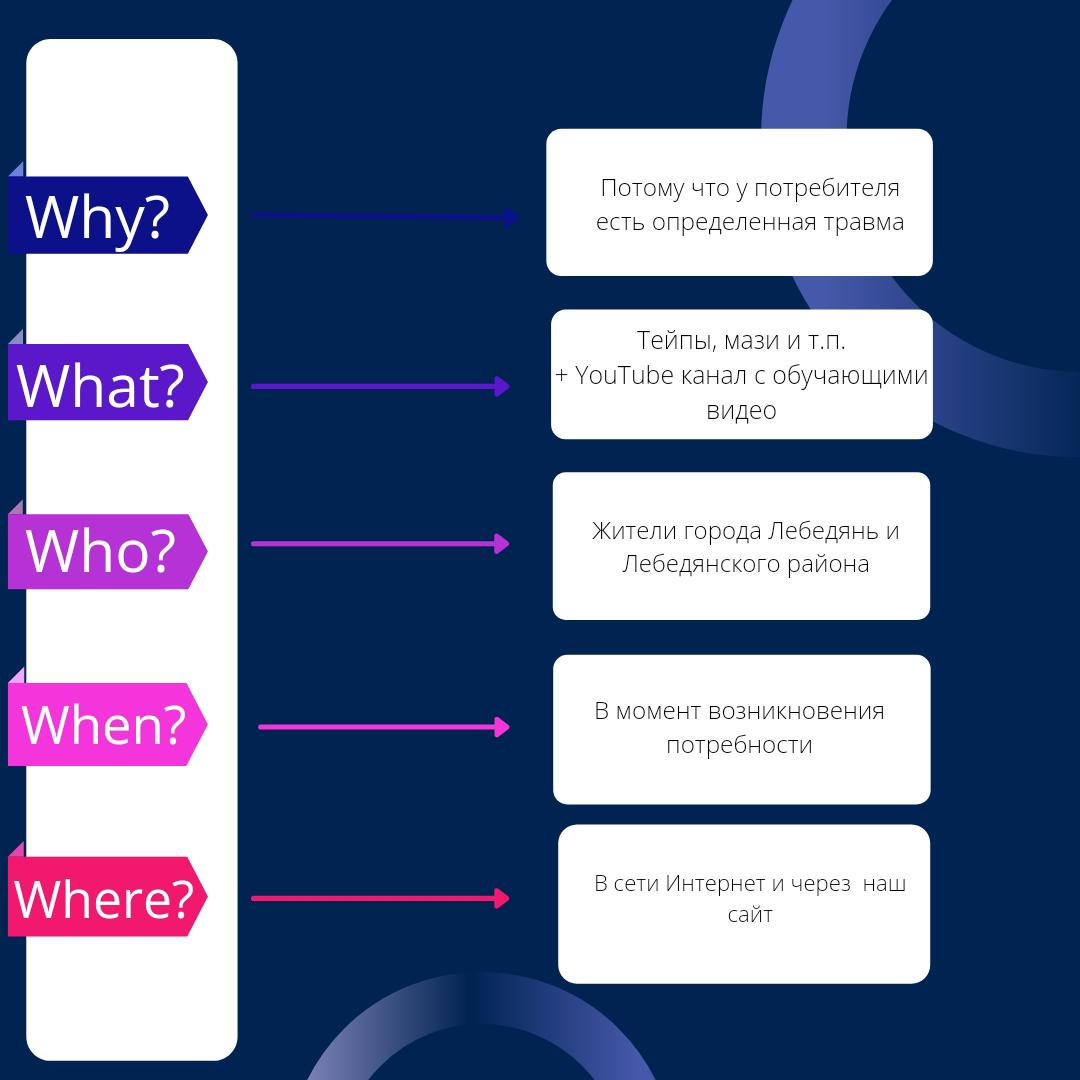 Why?
Потому что у потребителя
есть определенная травма
What?
Тейпы, мази и т.п.
+ YouTube канал с обучающими
видео
Who?
Жители города Лебедянь и
Лебедянского района
When?
В момент возникновения
потребности
Where?
В сети Интернет и через  наш
сайт